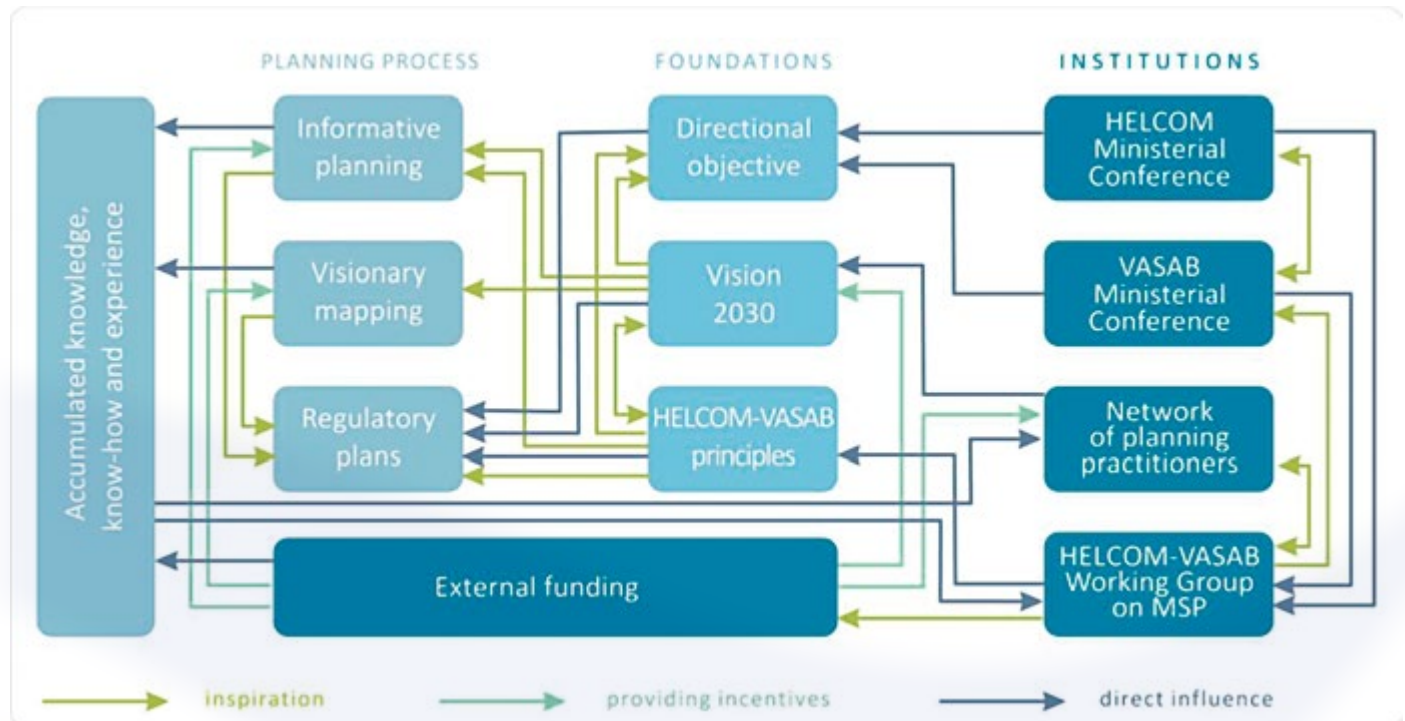 PLANNING PROCESS
FOUNDATIONS
INSTITUTIONS
Accumulated knowledge,
know-how and experience
Informative
planning
Directional
objective
HELCOM
Ministerial
Conference
Visionary
mapping
Vision
2030
VASAB
Ministerial
Conference
Regulatory
plans
HELCOM-VASAB
principles
Network
of planning
practitioners
External funding
HELCOM-VASAB
Working Group
on MSP
inspiration
providing incentives
direct influence